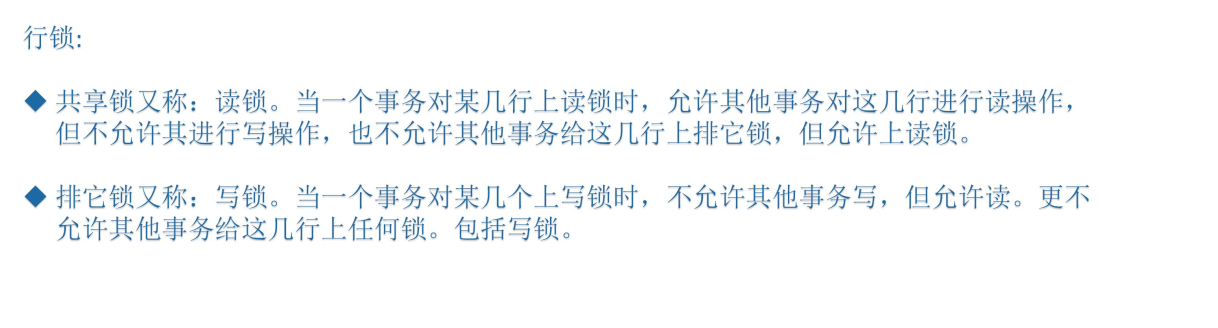 行锁:
◆ 共享锁又称：读锁。当一个事务对某几行上读锁时，允许其他事务对这几行进行读操作，
但不允许其进行写操作，也不允许其他事务给这几行上排它锁，但允许上读锁。
◆ 排它锁又称：写锁。当一个事务对某几个上写锁时，不允许其他事务写，但允许读。更不
允许其他事务给这几行上任何锁。包括写锁。